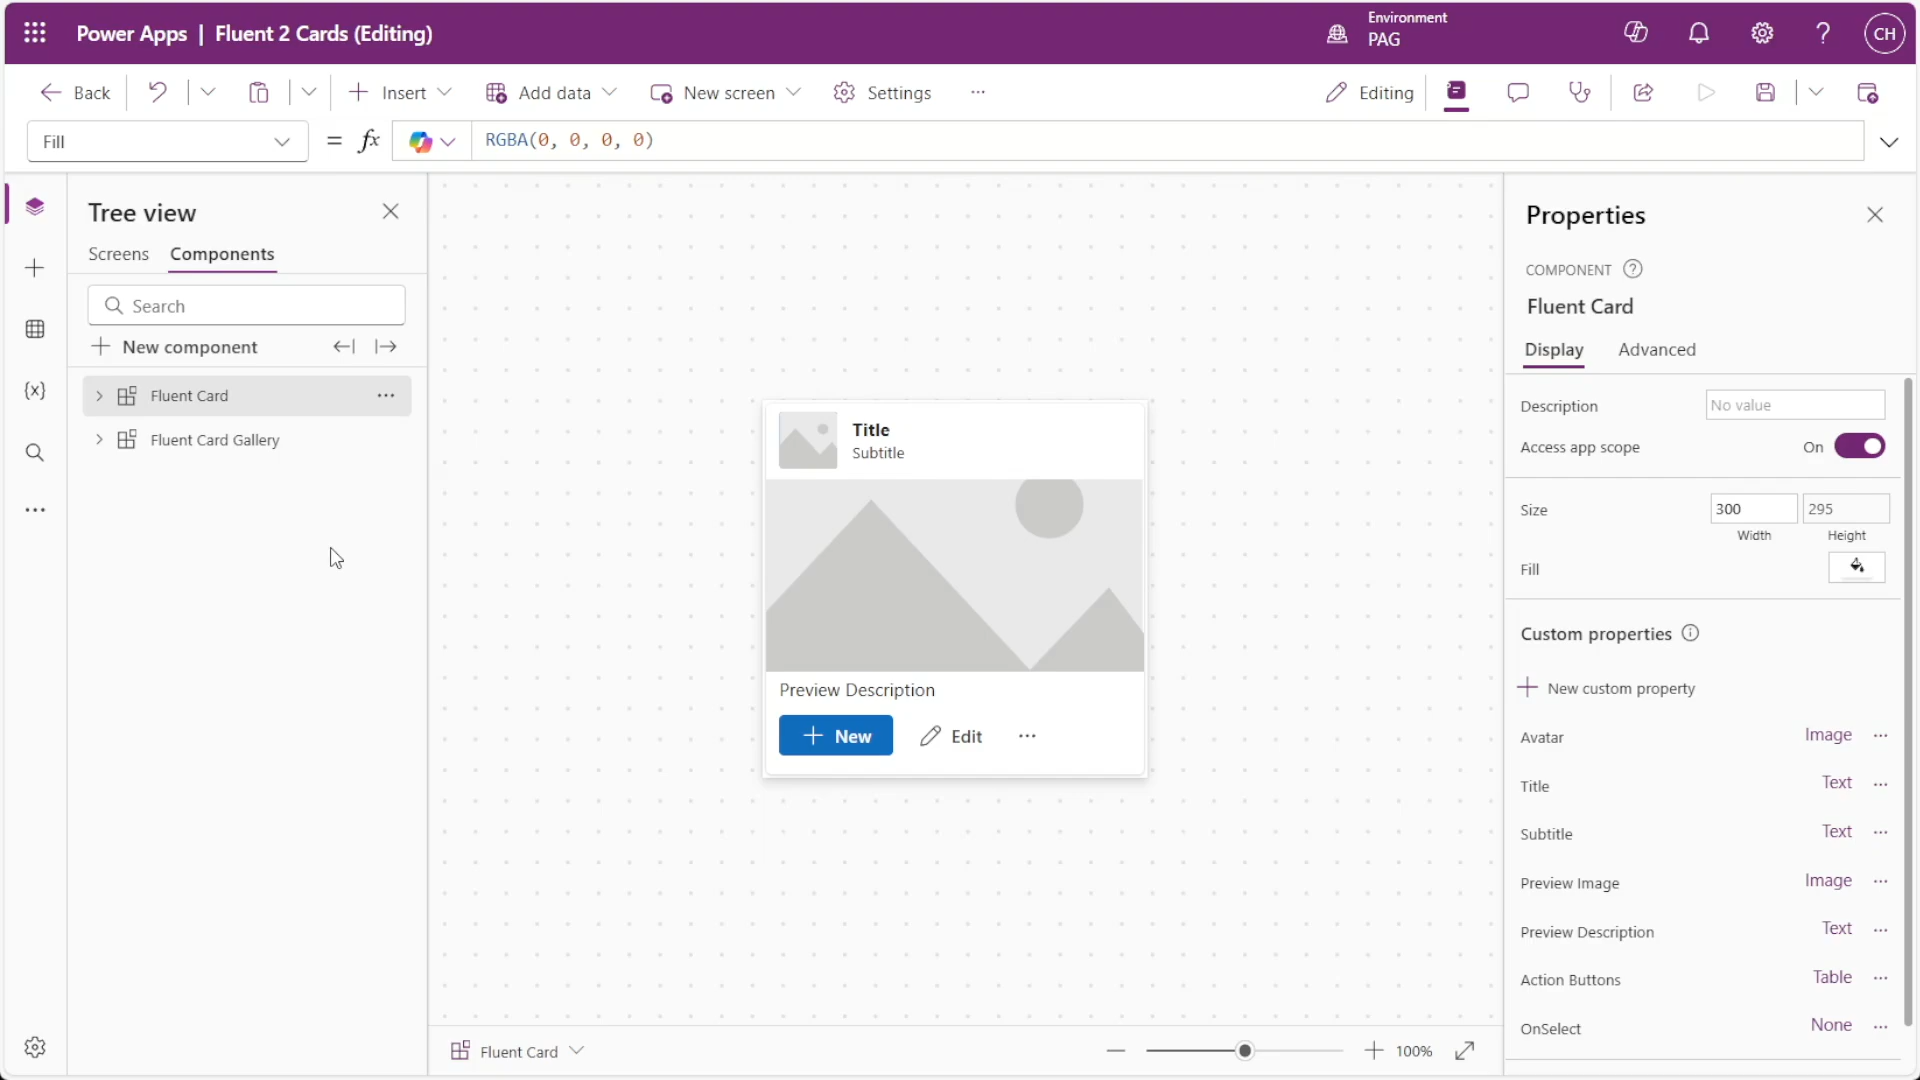 Power Apps | Fluent 2 Cards (Editing)
Environment
PAG
CH
Back
Insert
Add data
New screen
Settings
Editing
Fill
= fx
RGBA(0, 0, 0, 0)
Tree view
Screens
Components
Search
New component
Fluent Card
Fluent Card Gallery
Title
Subtitle
Preview Description
New
Edit
Fluent Card
100%
Properties
COMPONENT
Fluent Card
Display
Advanced
Description
No value
Access app scope
On
Size
300
295
Width
Height
Fill
Custom properties
New custom property
Avatar
Image
Title
Text
Subtitle
Text
Preview Image
Image
Preview Description
Text
Action Buttons
Table
OnSelect
None